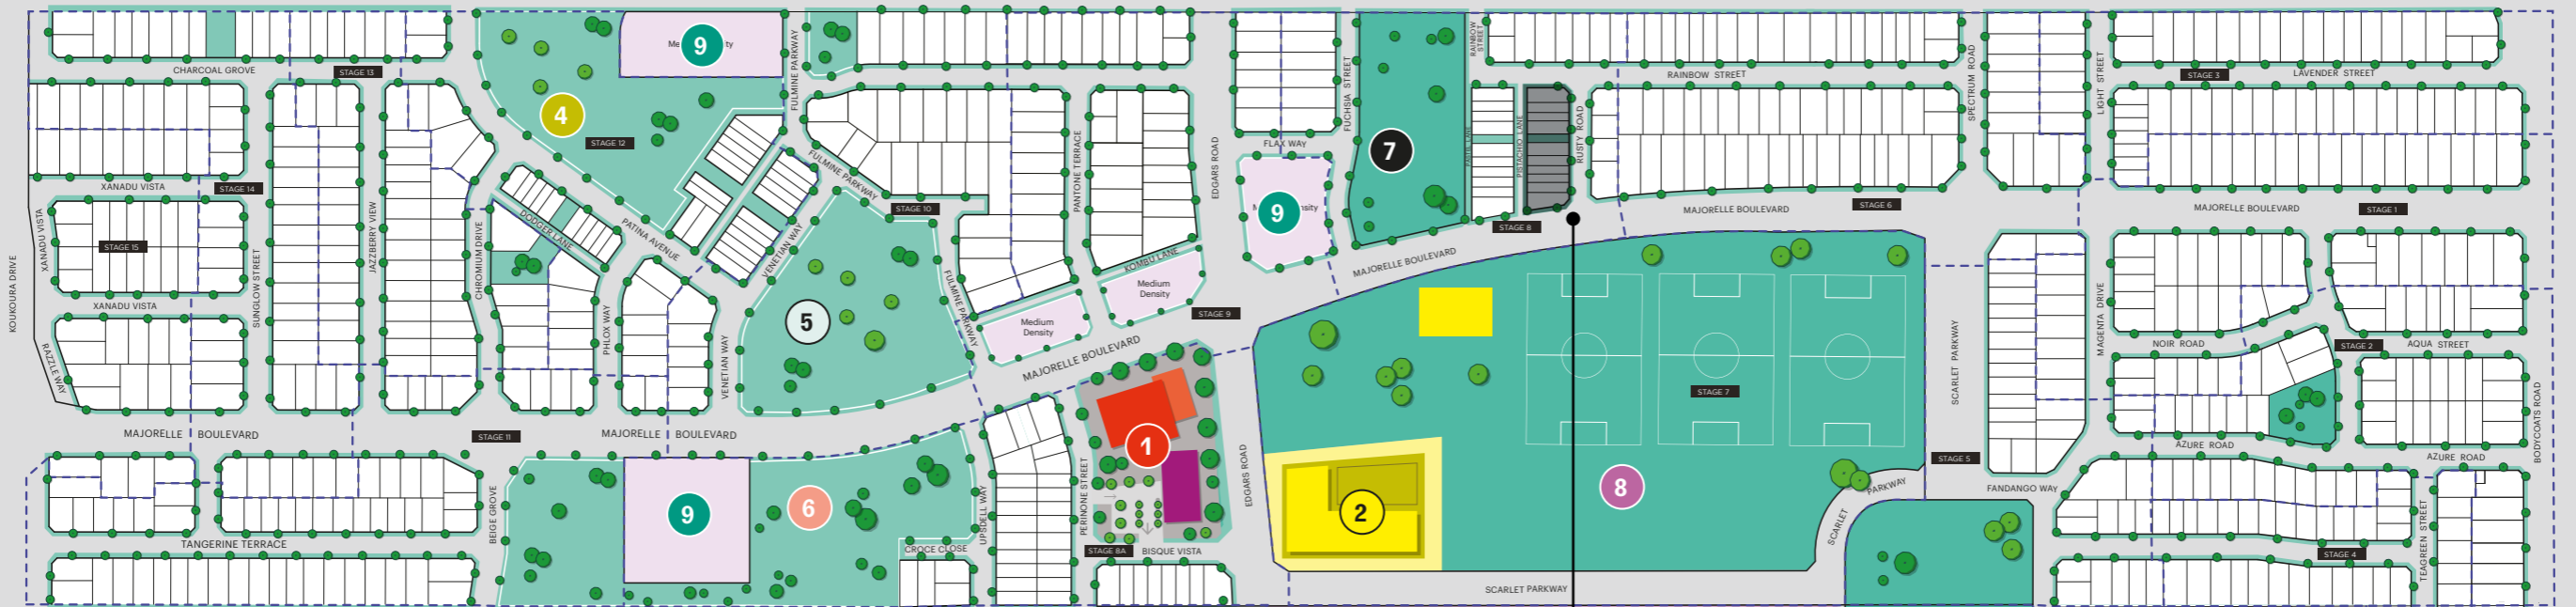 CHARCOAL GROVE
STAGE 13
9
4
STAGE 12
FULMINE PARKWAY
FULMINE PARKWAY
STAGE 10
PANTONE TERRACE
EDGARS ROAD
FLAX WAY
FUCHSIA STREET
9
7
RAINBOW
STREET
PISTACHIO LANE
RUSTY ROAD
STAGE 8
RAINBOW STREET
MAJORELLE BOULEVARD
STAGE 6
SPECTRUM ROAD
LIGHT STREET
STAGE 3
LAVENDER STREET
MAJORELLE BOULEVARD
STAGE 1
XANADU VISTA
STAGE 14
XANADU VISTA
STAGE 15
XANADU VISTA
KOUKOURA DRIVE
RAZZLE WAY
SUNGLOW STREET
JAZZBERRY VIEW
CHROMIUM DRIVE
DODGER LANE
PATINA AVENUE
PHLOX WAY
VENETIAN WAY
VENETIAN WAY
5
FULMINE PARKWAY
Medium
Density
KOMBU LANE
Medium
Density
STAGE 9
MAJORELLE BOULEVARD
MAJORELLE BOULEVARD
STAGE 7
SCARLET PARKWAY
MAGENTA DRIVE
NOIR ROAD
STAGE 2
AQUA STREET
AZURE ROAD
AZURE ROAD
BODYCOATS ROAD
MAJORELLE BOULEVARD
STAGE 11
MAJORELLE BOULEVARD
TANGERINE TERRACE
BEIGE GROVE
9
6
UPSDELL WAY
CROCE CLOSE
PERINONE STREET
1
STAGE 8A
BISQUE VISTA
EDGARS ROAD
2
8
SCARLET PARKWAY
SCARLET PARKWAY
STAGE 5
FANDANGO WAY
STAGE 4
TEAGREEN STREET